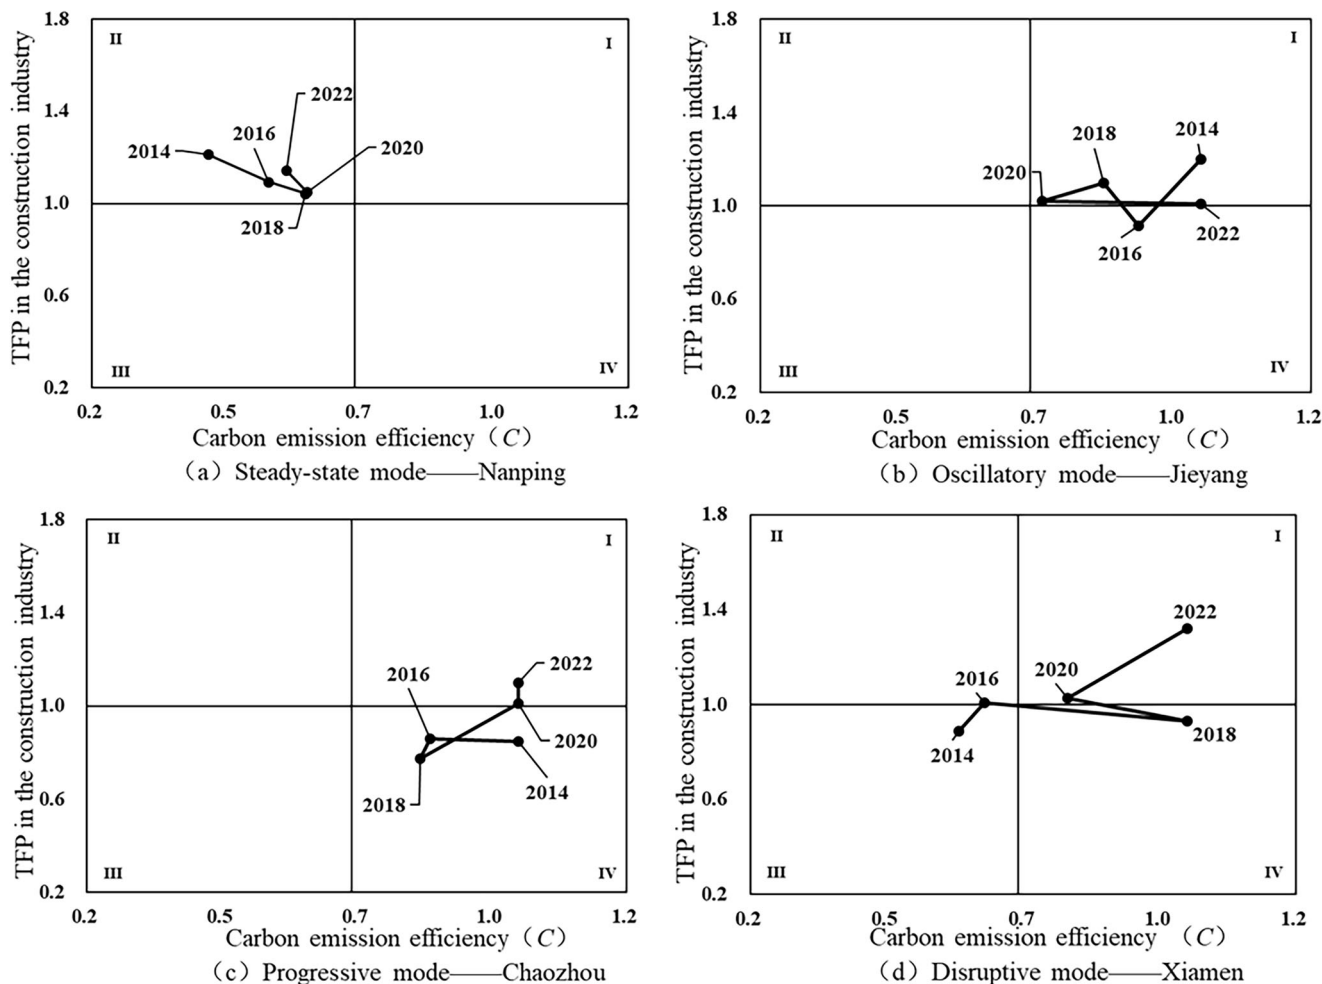 TFP in the construction industry
1.8
1.4
1.0
0.6
0.2
II
I
III
IV
2014
2016
2018
2020
2022
0.2 0.5 0.7 1.0 1.2
Carbon emission efficiency（C）
（a）Steady-state mode——Nanping
TFP in the construction industry
1.8
1.4
1.0
0.6
0.2
II
I
III
IV
2014
2016
2018
2020
2022
0.2 0.5 0.7 1.0 1.2
Carbon emission efficiency （C）
（b）Oscillatory mode——Jieyang
TFP in the construction industry
1.8
1.4
1.0
0.6
0.2
II
I
III
IV
2014
2016
2018
2020
2022
0.2 0.5 0.7 1.0 1.2
Carbon emission efficiency（C）
（c）Progressive mode——Chaozhou
TFP in the construction industry
1.8
1.4
1.0
0.6
0.2
II
I
III
IV
2014
2016
2018
2020
2022
0.2 0.5 0.7 1.0 1.2
Carbon emission efficiency （C）
（d）Disruptive mode——Xiamen